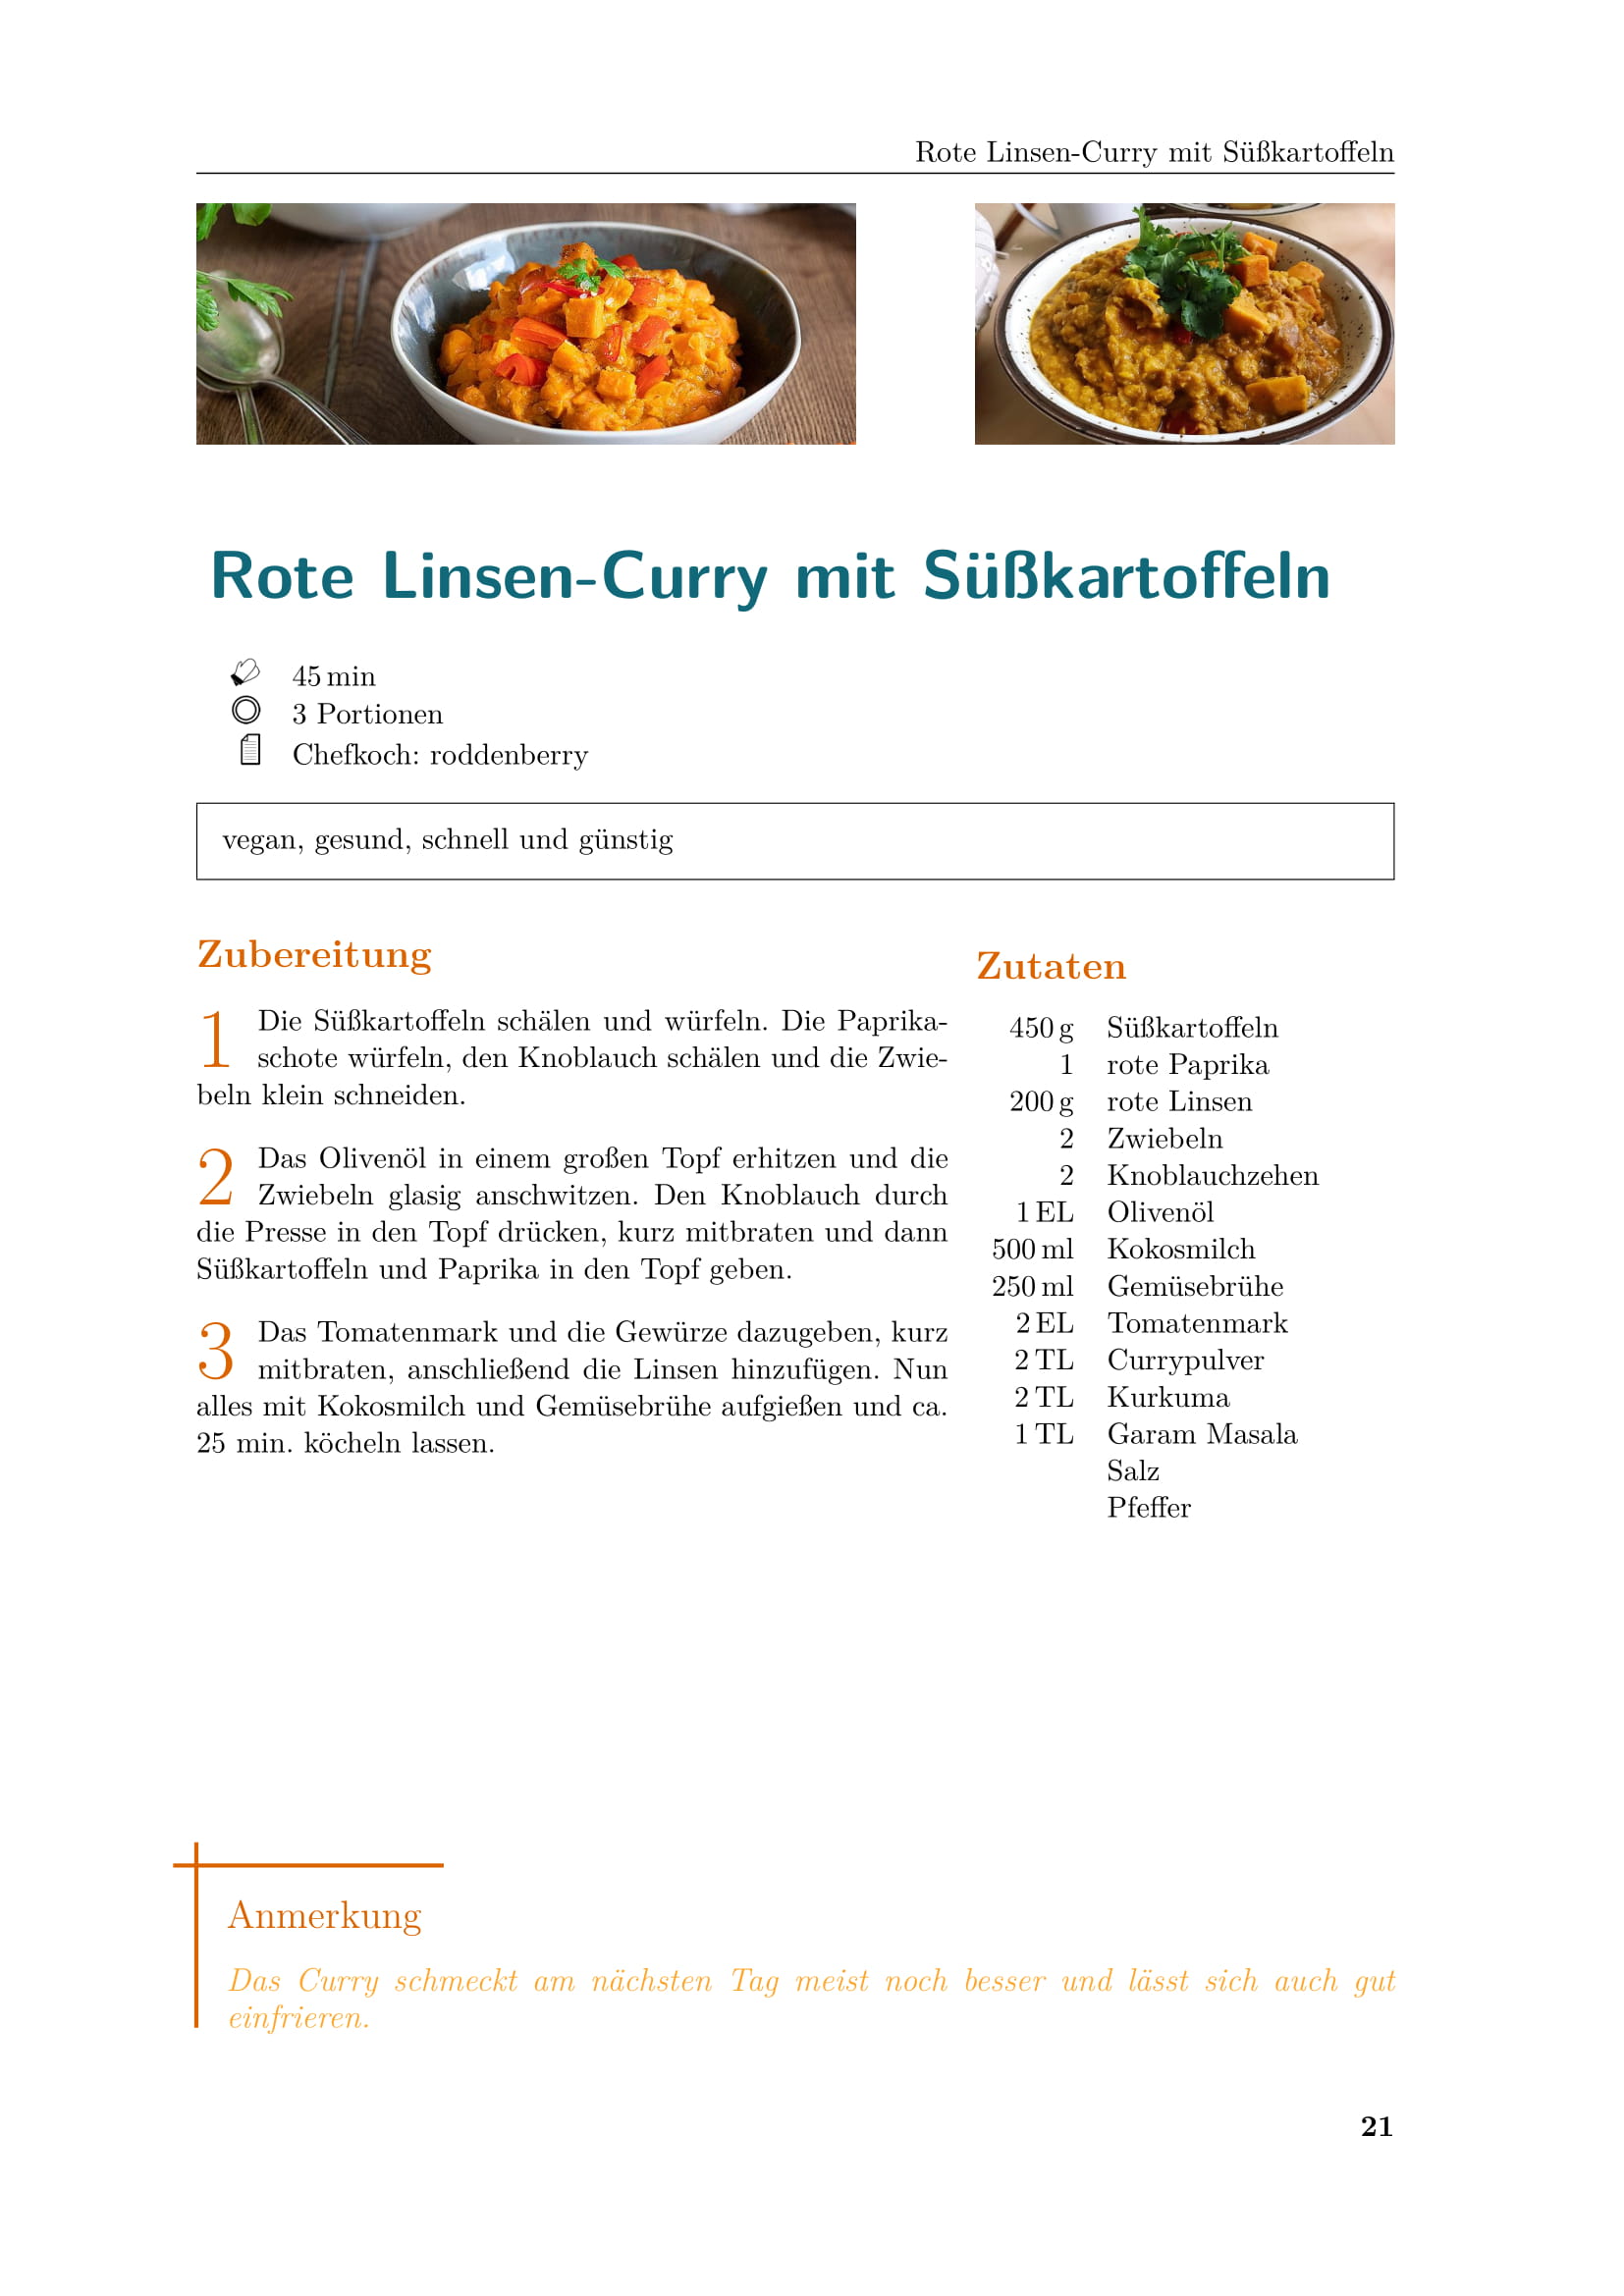 Rote Linsen-Curry mit Süßkartoffeln
Rote Linsen-Curry mit Süßkartoffeln
45 min
3 Portionen
Chefkoch: roddenberry
vegan, gesund, schnell und günstig
Zubereitung
1 Die Süßkartoffeln schälen und würfeln. Die Paprika-
schote würfeln, den Knoblauch schälen und die Zwie-
beln klein schneiden.
2 Das Olivenöl in einem großen Topf erhitzen und die
Zwiebeln glasig anschwitzen. Den Knoblauch durch
die Presse in den Topf drücken, kurz mitbraten und dann
Süßkartoffeln und Paprika in den Topf geben.
3 Das Tomatenmark und die Gewürze dazugeben, kurz
mitbraten, anschließend die Linsen hinzufügen. Nun
alles mit Kokosmilch und Gemüsebrühe aufgießen und ca.
25 min. köcheln lassen.
Zutaten
450 g Süßkartoffeln
1 rote Paprika
200 g rote Linsen
2 Zwiebeln
2 Knoblauchzehen
1 EL Olivenöl
500 ml Kokosmilch
250 ml Gemüsebrühe
2 EL Tomatenmark
2 TL Currypulver
2 TL Kurkuma
1 TL Garam Masala
Salz
Pfeffer
Anmerkung
Das Curry schmeckt am nächsten Tag meist noch besser und lässt sich auch gut
einfrieren.
21